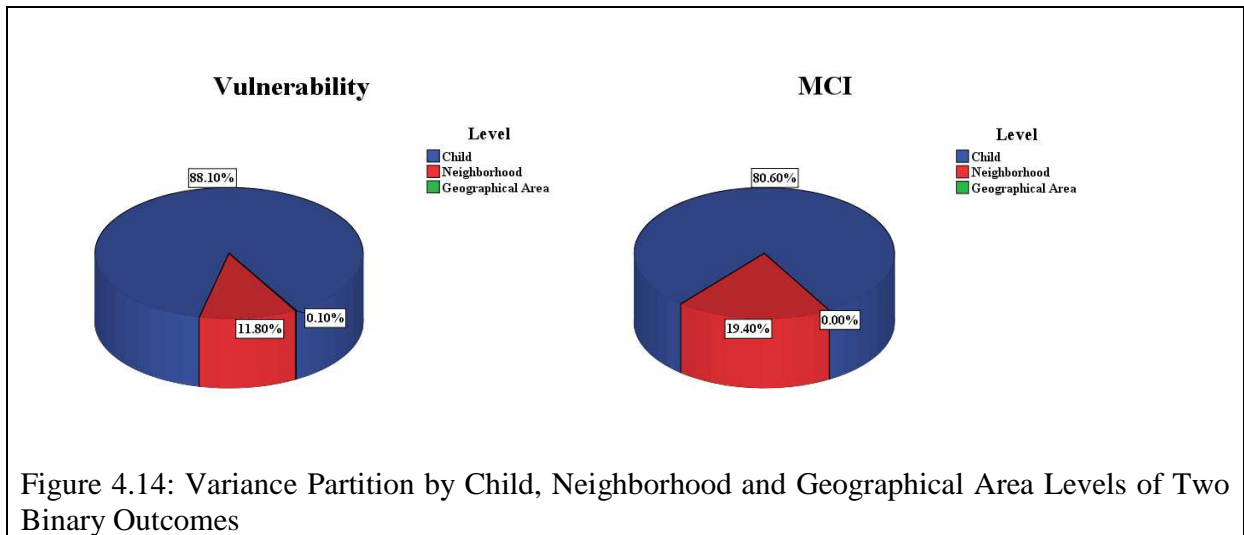 Vulnerability
Level
Child
Neighborhood
Geographical Area
88.10%
0.10%
11.80%
MCI
Level
Child
Neighborhood
Geographical Area
80.60%
0.00%
19.40%
Figure 4.14: Variance Partition by Child, Neighborhood and Geographical Area Levels of Two
Binary Outcomes